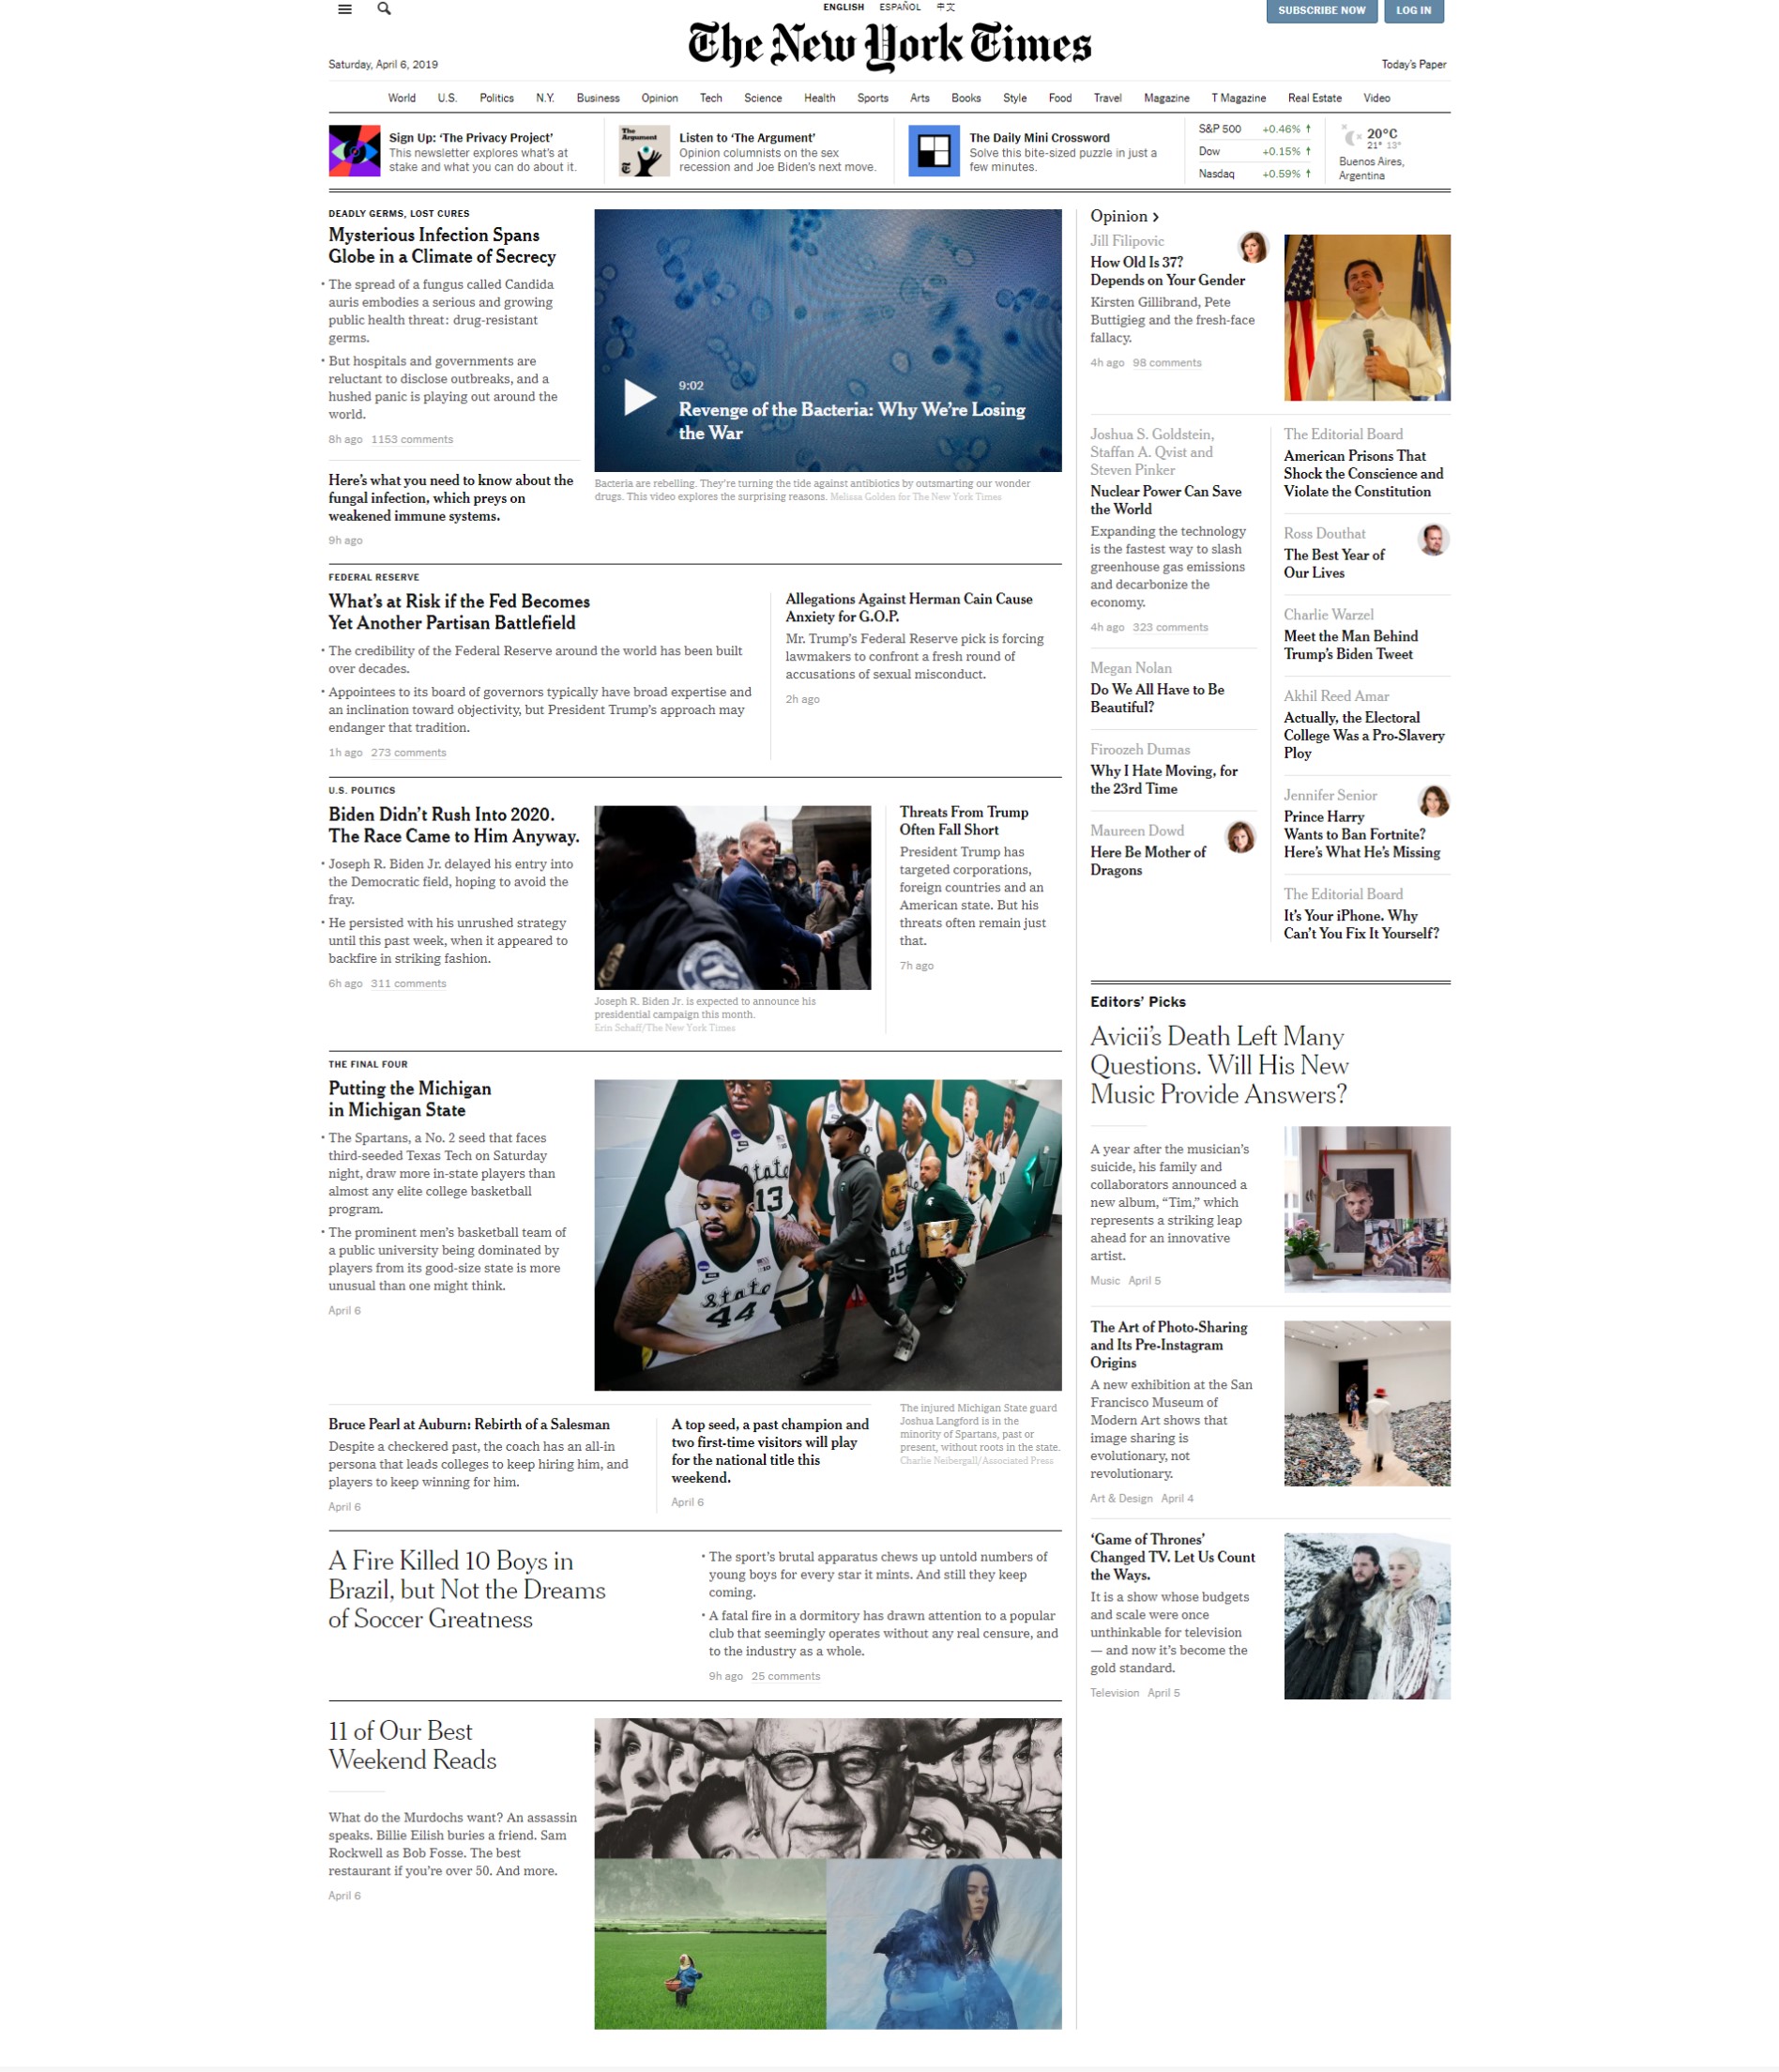 ENGLISH ESPAÑOL 中文
SUBSCRIBE NOW LOG IN
The New York Times
Saturday, April 6, 2019
Today's Paper
World U.S. Politics N.Y. Business Opinion Tech Science Health Sports Arts Books Style Food Travel Magazine T Magazine Real Estate Video
Sign Up: ‘The Privacy Project’
This newsletter explores what's at
stake and what you can do about it.
The
Argument
Listen to ‘The Argument’
Opinion columnists on the sex
recession and Joe Biden's next move.
The Daily Mini Crossword
Solve this bite-sized puzzle in just a
few minutes.
S&P 500 +0.46% ↑
Dow +0.15% ↑
Nasdaq +0.59% ↑
20°C
21° 13°
Buenos Aires,
Argentina
DEADLY GERMS, LOST CURES
Mysterious Infection Spans
Globe in a Climate of Secrecy
• The spread of a fungus called Candida
auris embodies a serious and growing
public health threat: drug-resistant
germs.
• But hospitals and governments are
reluctant to disclose outbreaks, and a
hushed panic is playing out around the
world.
8h ago 1153 comments
Here’s what you need to know about the
fungal infection, which preys on
weakened immune systems.
9h ago
9:02
Revenge of the Bacteria: Why We’re Losing
the War
Bacteria are rebelling. They’re turning the tide against antibiotics by outsmarting our wonder
drugs. This video explores the surprising reasons. Melissa Golden for The New York Times
FEDERAL RESERVE
What’s at Risk if the Fed Becomes
Yet Another Partisan Battlefield
• The credibility of the Federal Reserve around the world has been built
over decades.
• Appointees to its board of governors typically have broad expertise and
an inclination toward objectivity, but President Trump’s approach may
endanger that tradition.
1h ago 273 comments
Allegations Against Herman Cain Cause
Anxiety for G.O.P.
Mr. Trump’s Federal Reserve pick is forcing
lawmakers to confront a fresh round of
accusations of sexual misconduct.
2h ago
U.S. POLITICS
Biden Didn’t Rush Into 2020.
The Race Came to Him Anyway.
• Joseph R. Biden Jr. delayed his entry into
the Democratic field, hoping to avoid the
fray.
• He persisted with his unrushed strategy
until this past week, when it appeared to
backfire in striking fashion.
6h ago 311 comments
Joseph R. Biden Jr. is expected to announce his
presidential campaign this month.
Erin Schaff/The New York Times
Threats From Trump
Often Fall Short
President Trump has
targeted corporations,
foreign countries and an
American state. But his
threats often remain just
that.
7h ago
THE FINAL FOUR
Putting the Michigan
in Michigan State
• The Spartans, a No. 2 seed that faces
third-seeded Texas Tech on Saturday
night, draw more in-state players than
almost any elite college basketball
program.
• The prominent men’s basketball team of
a public university being dominated by
players from its good-size state is more
unusual than one might think.
April 6
State
13
State
44
25
Bruce Pearl at Auburn: Rebirth of a Salesman
Despite a checkered past, the coach has an all-in
persona that leads colleges to keep hiring him, and
players to keep winning for him.
April 6
A top seed, a past champion and
two first-time visitors will play
for the national title this
weekend.
April 6
The injured Michigan State guard
Joshua Langford is in the
minority of Spartans, past or
present, without roots in the state.
Charlie Neibergall/Associated Press
A Fire Killed 10 Boys in
Brazil, but Not the Dreams
of Soccer Greatness
• The sport’s brutal apparatus chews up untold numbers of
young boys for every star it mints. And still they keep
coming.
• A fatal fire in a dormitory has drawn attention to a popular
club that seemingly operates without any real censure, and
to the industry as a whole.
9h ago 25 comments
11 of Our Best
Weekend Reads
What do the Murdochs want? An assassin
speaks. Billie Eilish buries a friend. Sam
Rockwell as Bob Fosse. The best
restaurant if you’re over 50. And more.
April 6
Opinion ›
Jill Filipovic
How Old Is 37?
Depends on Your Gender
Kirsten Gillibrand, Pete
Buttigieg and the fresh-face
fallacy.
4h ago 98 comments
Joshua S. Goldstein,
Staffan A. Qvist and
Steven Pinker
Nuclear Power Can Save
the World
Expanding the technology
is the fastest way to slash
greenhouse gas emissions
and decarbonize the
economy.
4h ago 323 comments
Megan Nolan
Do We All Have to Be
Beautiful?
Firoozeh Dumas
Why I Hate Moving, for
the 23rd Time
Maureen Dowd
Here Be Mother of
Dragons
The Editorial Board
American Prisons That
Shock the Conscience and
Violate the Constitution
Ross Douthat
The Best Year of
Our Lives
Charlie Warzel
Meet the Man Behind
Trump’s Biden Tweet
Akhil Reed Amar
Actually, the Electoral
College Was a Pro-Slavery
Ploy
Jennifer Senior
Prince Harry
Wants to Ban Fortnite?
Here’s What He’s Missing
The Editorial Board
It’s Your iPhone. Why
Can’t You Fix It Yourself?
Editors’ Picks
Avicii’s Death Left Many
Questions. Will His New
Music Provide Answers?
A year after the musician’s
suicide, his family and
collaborators announced a
new album, “Tim,” which
represents a striking leap
ahead for an innovative
artist.
Music April 5
The Art of Photo-Sharing
and Its Pre-Instagram
Origins
A new exhibition at the San
Francisco Museum of
Modern Art shows that
image sharing is
evolutionary, not
revolutionary.
Art & Design April 4
‘Game of Thrones’
Changed TV. Let Us Count
the Ways.
It is a show whose budgets
and scale were once
unthinkable for television
— and now it’s become the
gold standard.
Television April 5